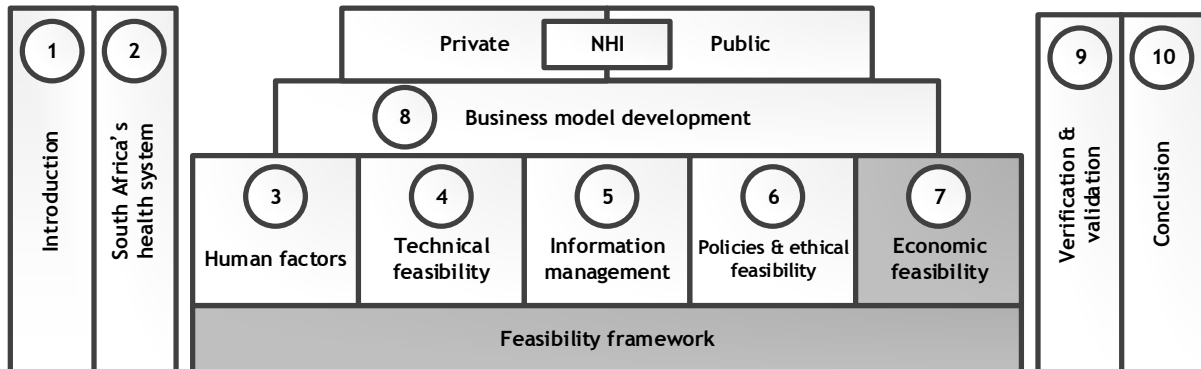 1
Introduction
2
South Africa's
health system
Private
NHI
Public
8
Business model development
3
Human factors
4
Technical
feasibility
5
Information
management
6
Policies & ethical
feasibility
7
Economic
feasibility
Feasibility framework
9
Verification &
validation
10
Conclusion